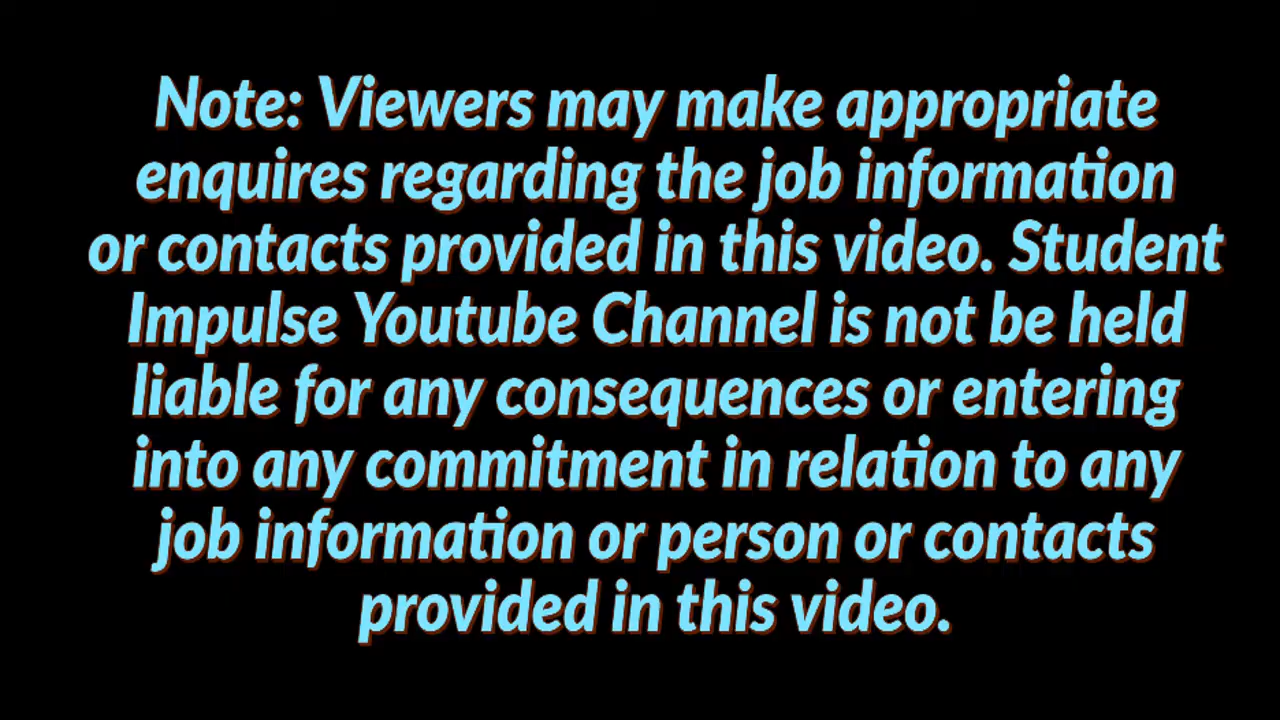 Note: Viewers may make appropriate
enquires regarding the job information
or contacts provided in this video. Student
Impulse Youtube Channel is not be held
liable for any consequences or entering
into any commitment in relation to any
job information or person or contacts
provided in this video.